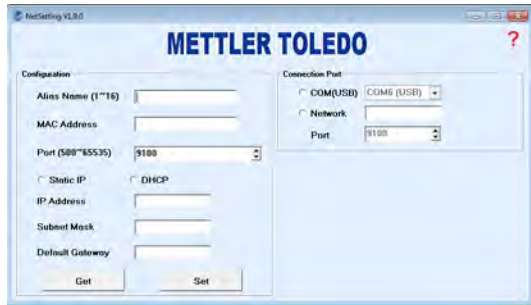 NetSetting V1.0.0
METTLER TOLEDO
?
Configuration
Alias Name (1~16)
MAC Address
Port (500~65535) 9100
Static IP DHCP
IP Address
Subnet Mask
Default Gateway
Get Set
Connection Port
COM(USB) COM6 (USB)
Network
Port 9100